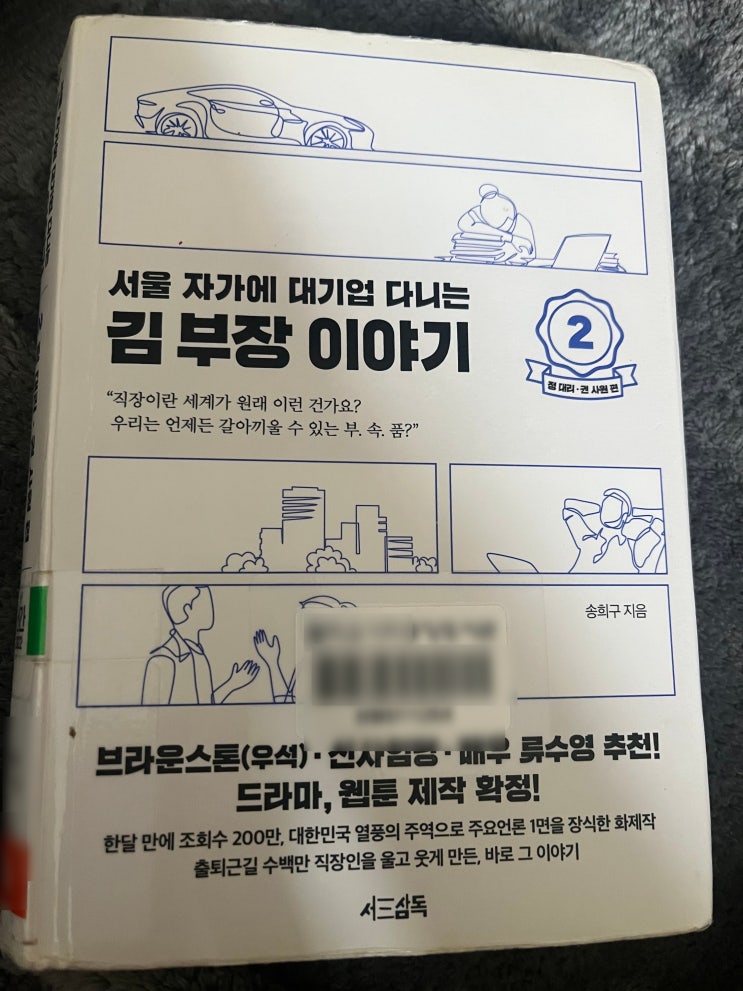 서울 자가에 대기업 다니는
김 부장 이야기
2
정 대리·권 사원 편
“직장이란 세계가 원래 이런 건가요?
우리는 언제든 갈아끼울 수 있는 부. 속. 품?”
송희구 지음
브라운스톤(우석)· · 류수영 추천!
드라마, 웹툰 제작 확정!
한달 만에 조회수 200만, 대한민국 열풍의 주역으로 주요언론 1면을 장식한 화제작
출퇴근길 수백만 직장인을 울고 웃게 만든, 바로 그 이야기
서삼독